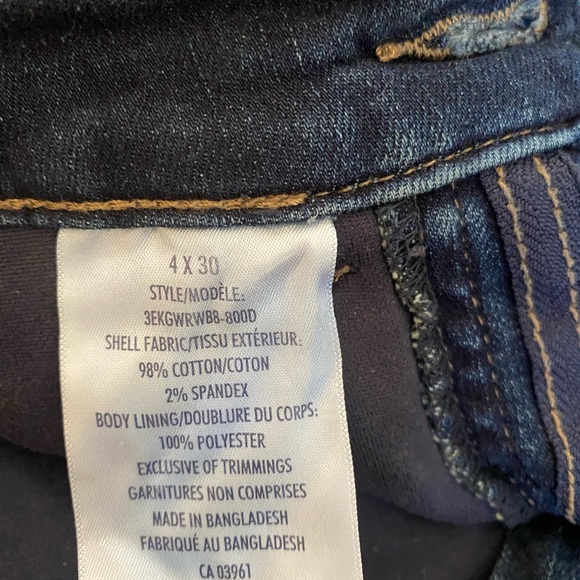 4 X 30
STYLE/MODÈLE:
3EKGWRWB8-800D
SHELL FABRIC/TISSU EXTÉRIEUR:
98% COTTON/COTON
2% SPANDEX
BODY LINING/DOUBLURE DU CORPS:
100% POLYESTER
EXCLUSIVE OF TRIMMINGS
GARNITURES NON COMPRISES
MADE IN BANGLADESH
FABRIQUÉ AU BANGLADESH
CA 03961